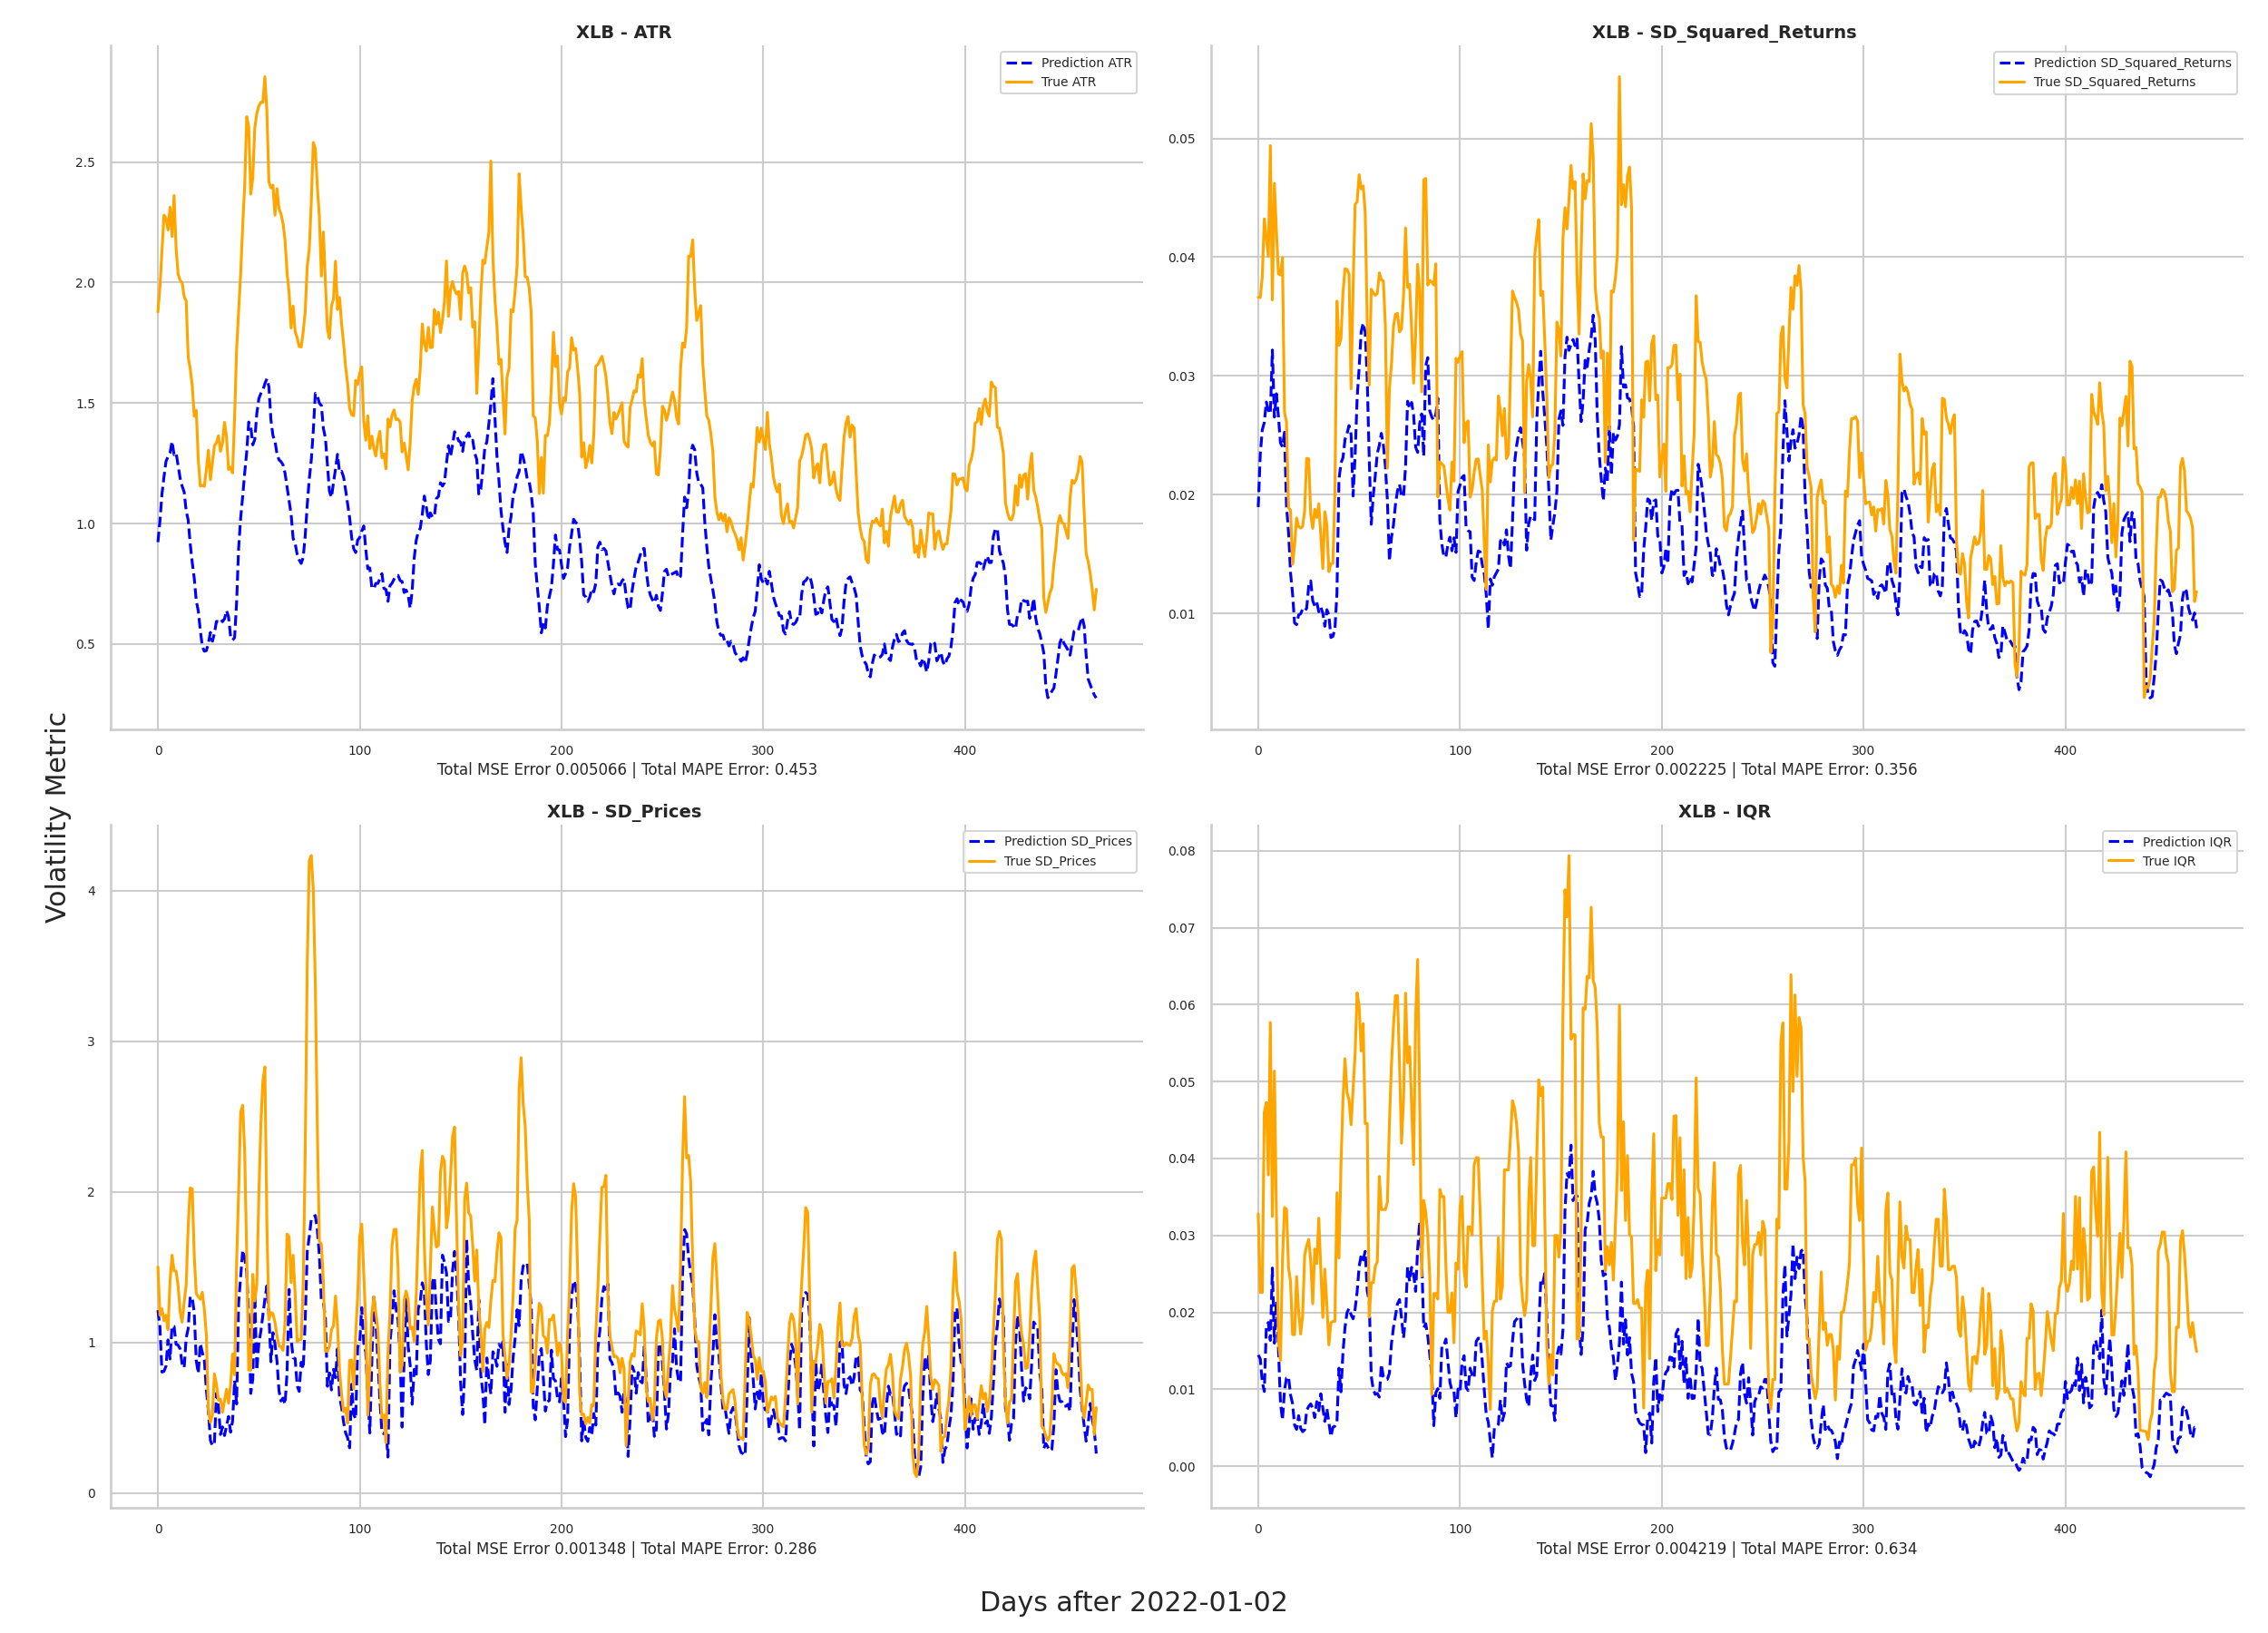 XLB - ATR
Prediction ATR
True ATR
2.5
2.0
1.5
1.0
0.5
0 100 200 300 400
Total MSE Error 0.005066 | Total MAPE Error: 0.453
XLB - SD_Squared_Returns
Prediction SD_Squared_Returns
True SD_Squared_Returns
0.05
0.04
0.03
0.02
0.01
0 100 200 300 400
Total MSE Error 0.002225 | Total MAPE Error: 0.356
Volatility Metric
XLB - SD_Prices
Prediction SD_Prices
True SD_Prices
4
3
2
1
0
0 100 200 300 400
Total MSE Error 0.001348 | Total MAPE Error: 0.286
XLB - IQR
Prediction IQR
True IQR
0.08
0.07
0.06
0.05
0.04
0.03
0.02
0.01
0.00
0 100 200 300 400
Total MSE Error 0.004219 | Total MAPE Error: 0.634
Days after 2022-01-02